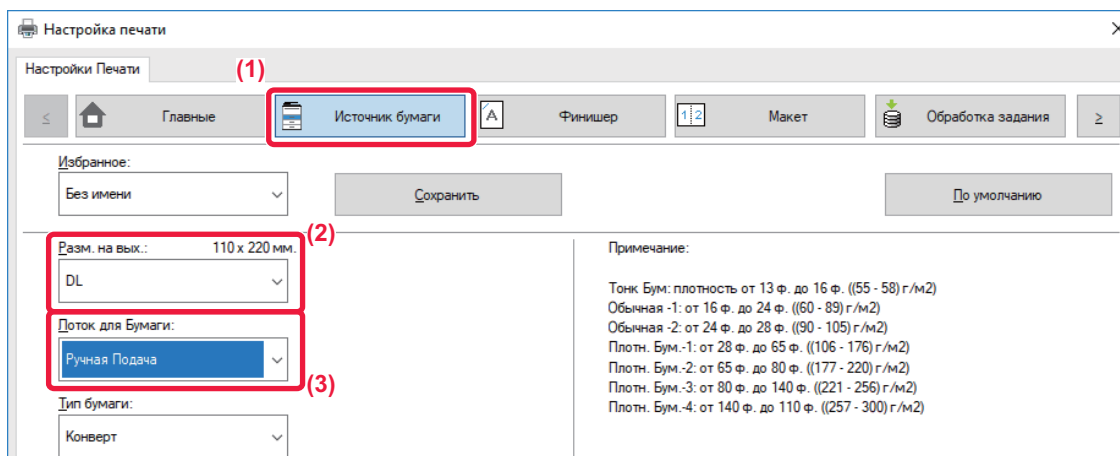 Настройка печати
Настройки Печати
(1)
<
Главные
Источник бумаги
A
Финишер
1 2
Макет
Обработка задания
>
Избранное:
Без имени
Сохранить
По умолчанию
(2)
Разм. на вых.: 110 x 220 мм.
DL
Лоток для Бумаги:
Ручная Подача
(3)
Тип бумаги:
Конверт
Примечание:
Тонк Бум: плотность от 13 ф. до 16 ф. ((55 - 58) г/м2)
Обычная -1: от 16 ф. до 24 ф. ((60 - 89) г/м2)
Обычная -2: от 24 ф. до 28 ф. ((90 - 105) г/м2)
Плотн. Бум.-1: от 28 ф. до 65 ф. ((106 - 176) г/м2)
Плотн. Бум.-2: от 65 ф. до 80 ф. ((177 - 220) г/м2)
Плотн. Бум.-3: от 80 ф. до 140 ф. ((221 - 256) г/м2)
Плотн. Бум.-4: от 140 ф. до 110 ф. ((257 - 300) г/м2)